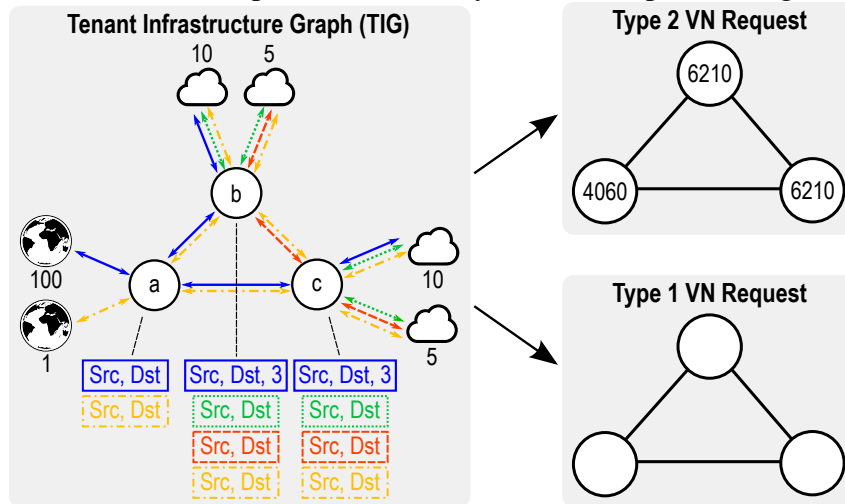 Tenant Infrastructure Graph (TIG)
10
5
b
100
a
c
10
1
5
Src, Dst
Src, Dst, 3
Src, Dst, 3
Src, Dst
Src, Dst
Src, Dst
Src, Dst
Src, Dst
Src, Dst
Src, Dst
Type 2 VN Request
6210
4060
6210
Type 1 VN Request